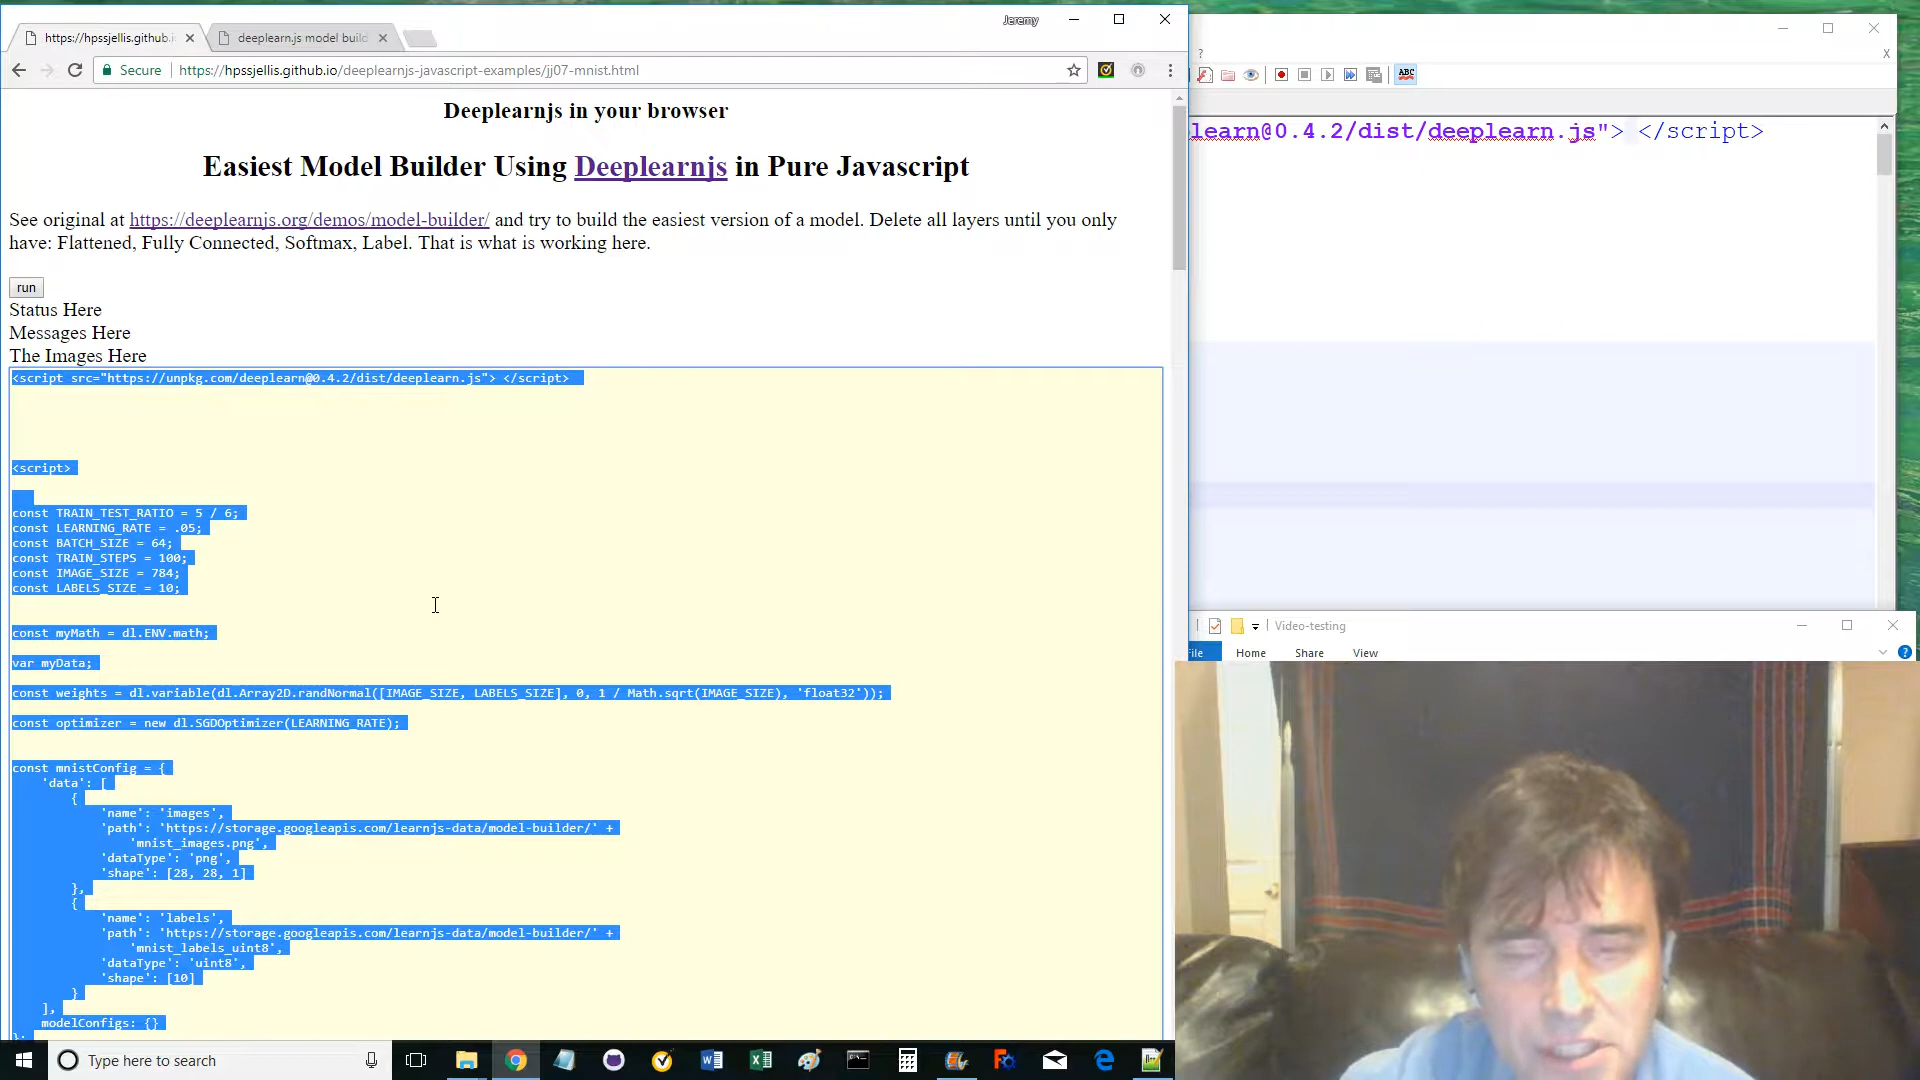 Jeremy
https://hpssjellis.github.i
deeplearn.js model build
Secure
https://hpssjellis.github.io/deeplearnjs-javascript-examples/jj07-mnist.html
Deeplearnjs in your browser
Easiest Model Builder Using Deeplearnjs in Pure Javascript
See original at https://deeplearnjs.org/demos/model-builder/ and try to build the easiest version of a model. Delete all layers until you only
have: Flattened, Fully Connected, Softmax, Label. That is what is working here.
run
Status Here
Messages Here
The Images Here
<script src="https://unpkg.com/deeplearn@0.4.2/dist/deeplearn.js"> </script>
<script>
const TRAIN_TEST_RATIO = 5 / 6;
const LEARNING_RATE = .05;
const BATCH_SIZE = 64;
const TRAIN_STEPS = 100;
const IMAGE_SIZE = 784;
const LABELS_SIZE = 10;
const myMath = dl.ENV.math;
var myData;
const weights = dl.variable(dl.Array2D.randNormal([IMAGE_SIZE, LABELS_SIZE], 0, 1 / Math.sqrt(IMAGE_SIZE), 'float32'));
const optimizer = new dl.SGDOptimizer(LEARNING_RATE);
const mnistConfig = {
'data': [
{
'name': 'images',
'path': 'https://storage.googleapis.com/learnjs-data/model-builder/' +
'mnist_images.png',
'dataType': 'png',
'shape': [28, 28, 1]
},
{
'name': 'labels',
'path': 'https://storage.googleapis.com/learnjs-data/model-builder/' +
'mnist_labels_uint8',
'dataType': 'uint8',
'shape': [10]
}
],
modelConfigs: {}
};
?
X
ABC
learn@0.4.2/dist/deeplearn.js"> </script>
Video-testing
ile
Home
Share
View
Type here to search